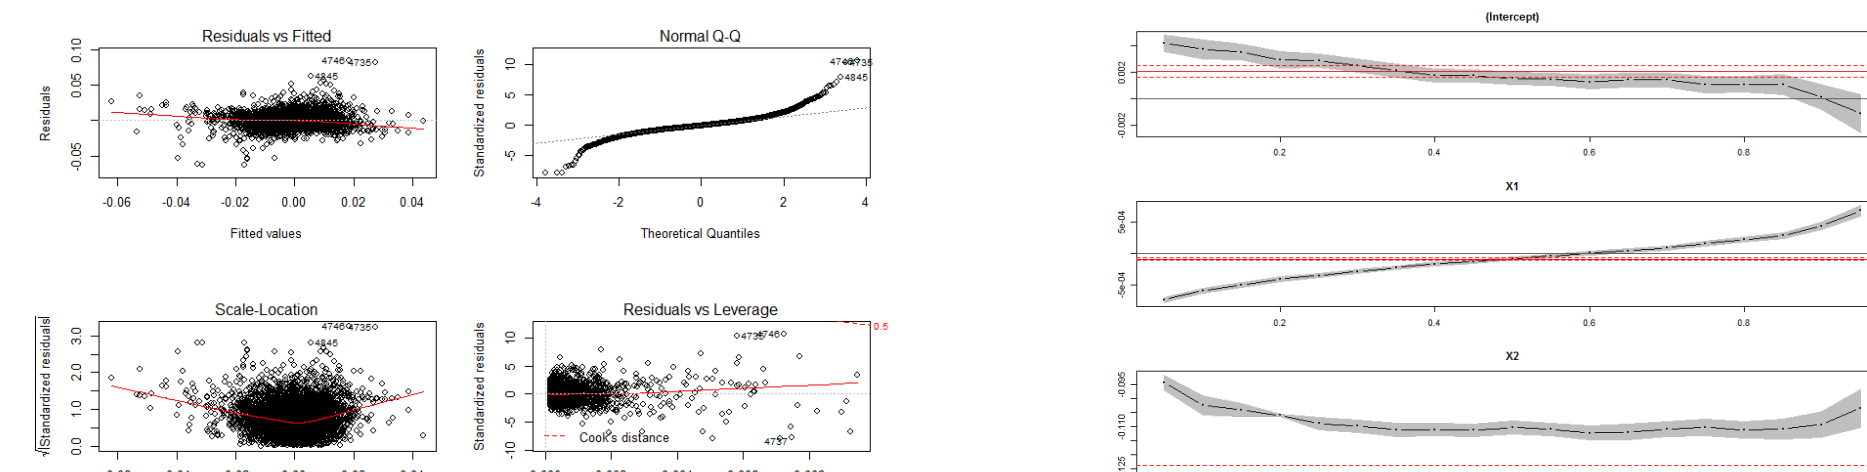 Residuals vs Fitted
Residuals
-0.05 0.05 0.10
4746 4735
4845
-0.06 -0.04 -0.02 0.00 0.02 0.04
Fitted values
Normal Q-Q
Standardized residuals
-5 0 5 10
4746 4735
4845
-4 -2 0 2 4
Theoretical Quantiles
Scale-Location
√|Standardized residuals|
0.0 1.0 2.0 3.0
4746 4735
4845
Residuals vs Leverage
Standardized residuals
-10 -5 0 5 10
4735 4746
0.5
4737
Cook's distance
(Intercept)
-0.002 0.002
0.2 0.4 0.6 0.8
X1
-5e-04 5e-04
0.2 0.4 0.6 0.8
X2
-0.110 -0.095